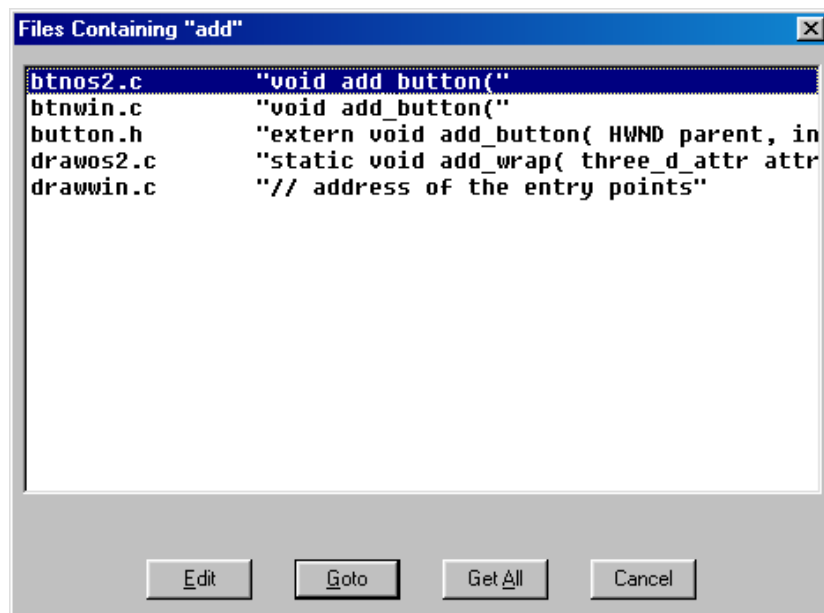 Files Containing "add"
btnos2.c "void add button("
btnwin.c "void add_button("
button.h "extern void add_button( HWND parent, in
drawos2.c "static void add_wrap( three_d_attr attr
drawwin.c "// address of the entry points"
Edit Goto Get All Cancel